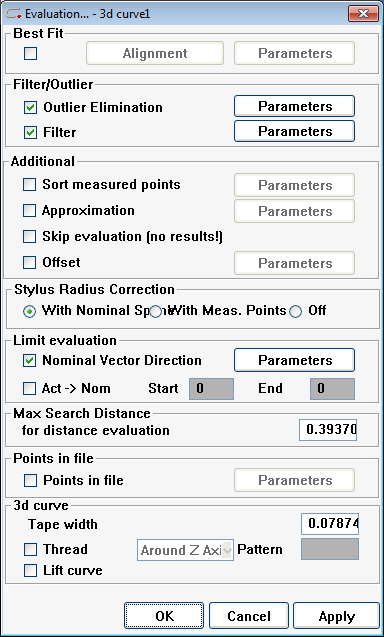 Evaluation... - 3d curve1
Best Fit
Alignment Parameters
Filter/Outlier
Outlier Elimination Parameters
Filter Parameters
Additional
Sort measured points Parameters
Approximation Parameters
Skip evaluation (no results!)
Offset Parameters
Stylus Radius Correction
With Nominal Spline With Meas. Points Off
Limit evaluation
Nominal Vector Direction Parameters
Act -> Nom Start 0 End 0
Max Search Distance
for distance evaluation 0.39370
Points in file
Points in file Parameters
3d curve
Tape width 0.07874
Thread Around Z Axi Pattern
Lift curve
OK Cancel Apply